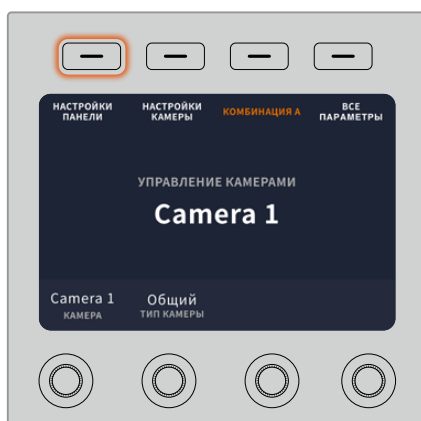 НАСТРОЙКИ ПАНЕЛИ
НАСТРОЙКИ КАМЕРЫ
КОМБИНАЦИЯ А
ВСЕ ПАРАМЕТРЫ
УПРАВЛЕНИЕ КАМЕРАМИ
Camera 1
Camera 1
КАМЕРА
Общий
ТИП КАМЕРЫ